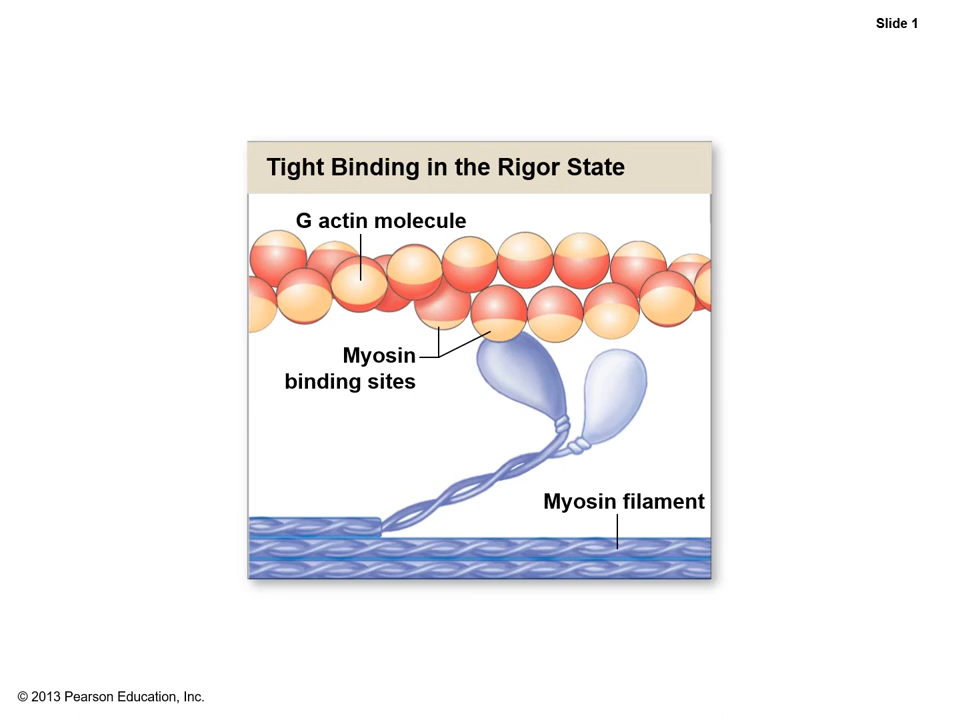 Slide 1
Tight Binding in the Rigor State
G actin molecule
Myosin
binding sites
Myosin filament
© 2013 Pearson Education, Inc.